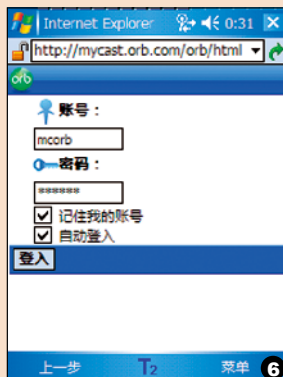 Internet Explorer 0:31
http://mycast.orb.com/orb/html
orb
账号：
mcorb
密码：
******
记住我的账号
自动登入
登入
上一步 T2 菜单
6